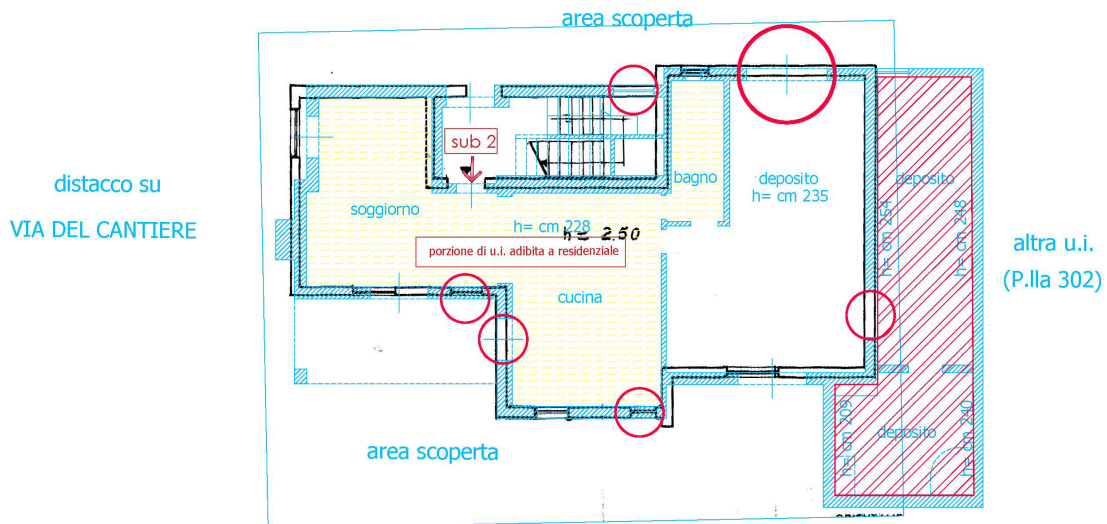 area scoperta
sub 2
distacco su
VIA DEL CANTIERE
soggiorno
bagno
deposito
h= cm 235
deposito
h= cm 254
h= cm 248
h= cm 228
h= 2.50
porzione di u.i. adibita a residenziale
altra u.i.
(P.lla 302)
cucina
area scoperta
h= cm 209
deposito
h= cm 240